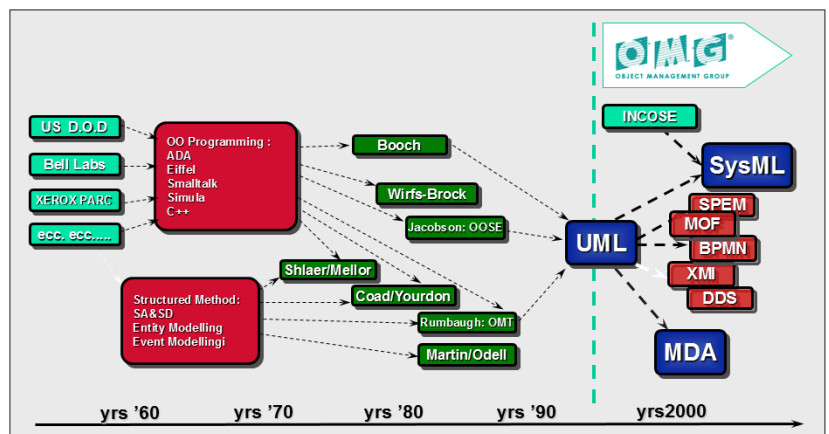 OMG®
OBJECT MANAGEMENT GROUP
US D.O.D
Bell Labs
XEROX PARC
ecc. ecc.....
OO Programming :
ADA
Eiffel
Smalltalk
Simula
C++
Structured Method:
SA&SD
Entity Modelling
Event Modellingi
Booch
Wirfs-Brock
Jacobson: OOSE
Shlaer/Mellor
Coad/Yourdon
Rumbaugh: OMT
Martin/Odell
UML
INCOSE
SysML
SPEM
MOF
BPMN
XMI
DDS
MDA
yrs '60
yrs '70
yrs '80
yrs '90
yrs2000